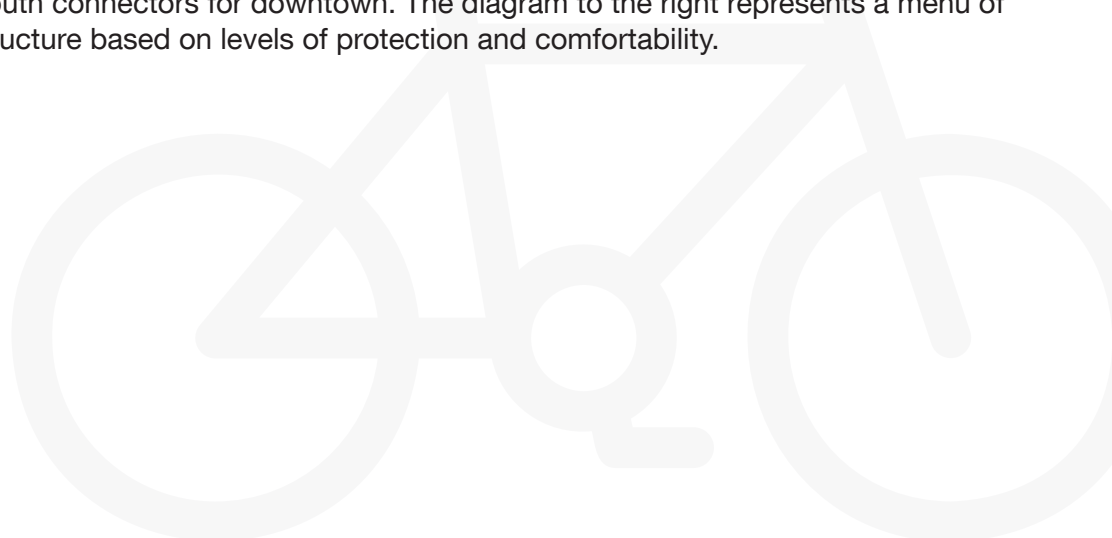 outh connectors for downtown. The diagram to the right represents a menu of
ucture based on levels of protection and comfortability.